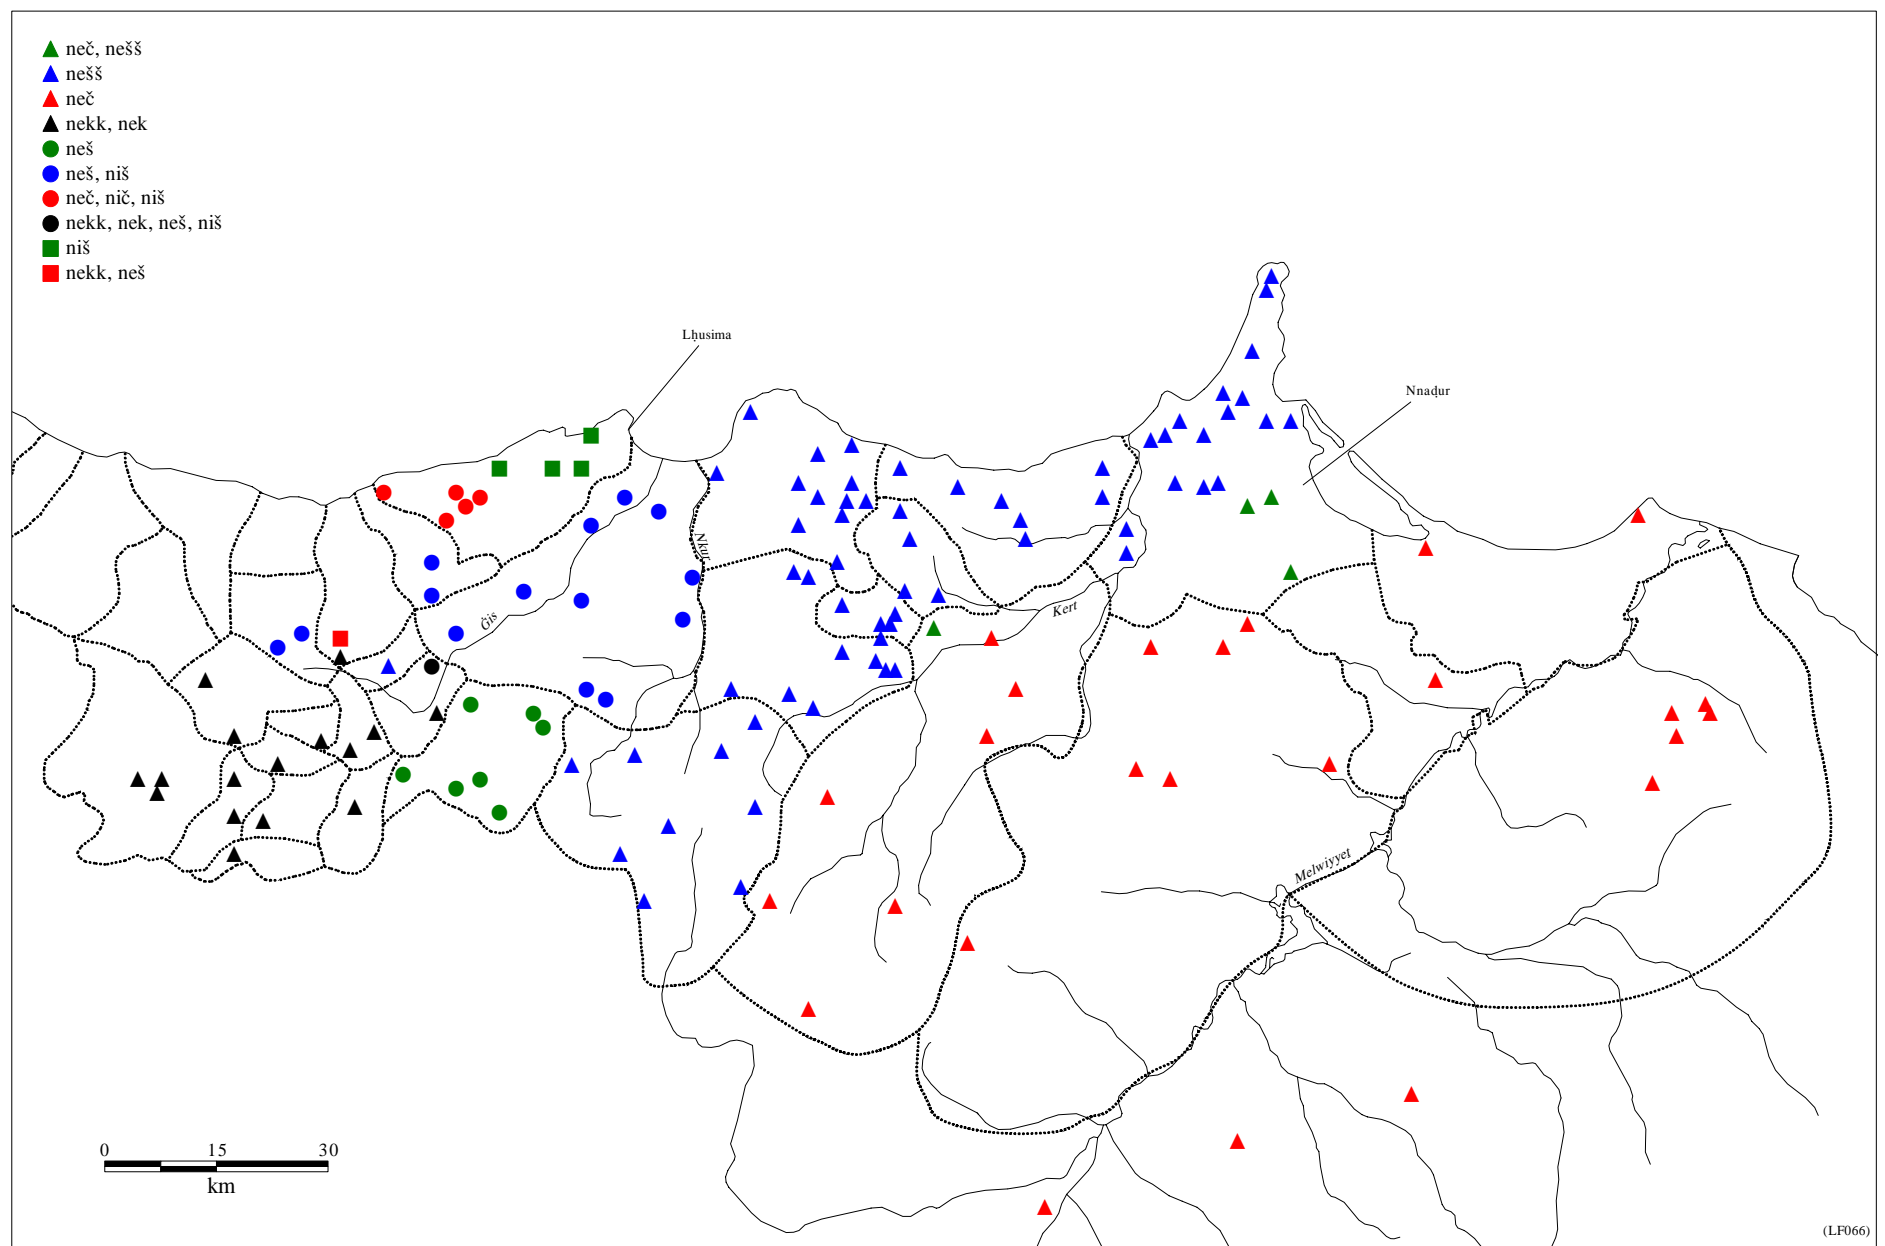 neč, nešš
nešš
neč
nekk, nek
neš
neš, niš
neč, nič, niš
nekk, nek, neš, niš
niš
nekk, neš
Lḥusima
Nnaḍur
Nkur
Ġis
Kert
Melwiyyet
0 15 30
km
(LF066)